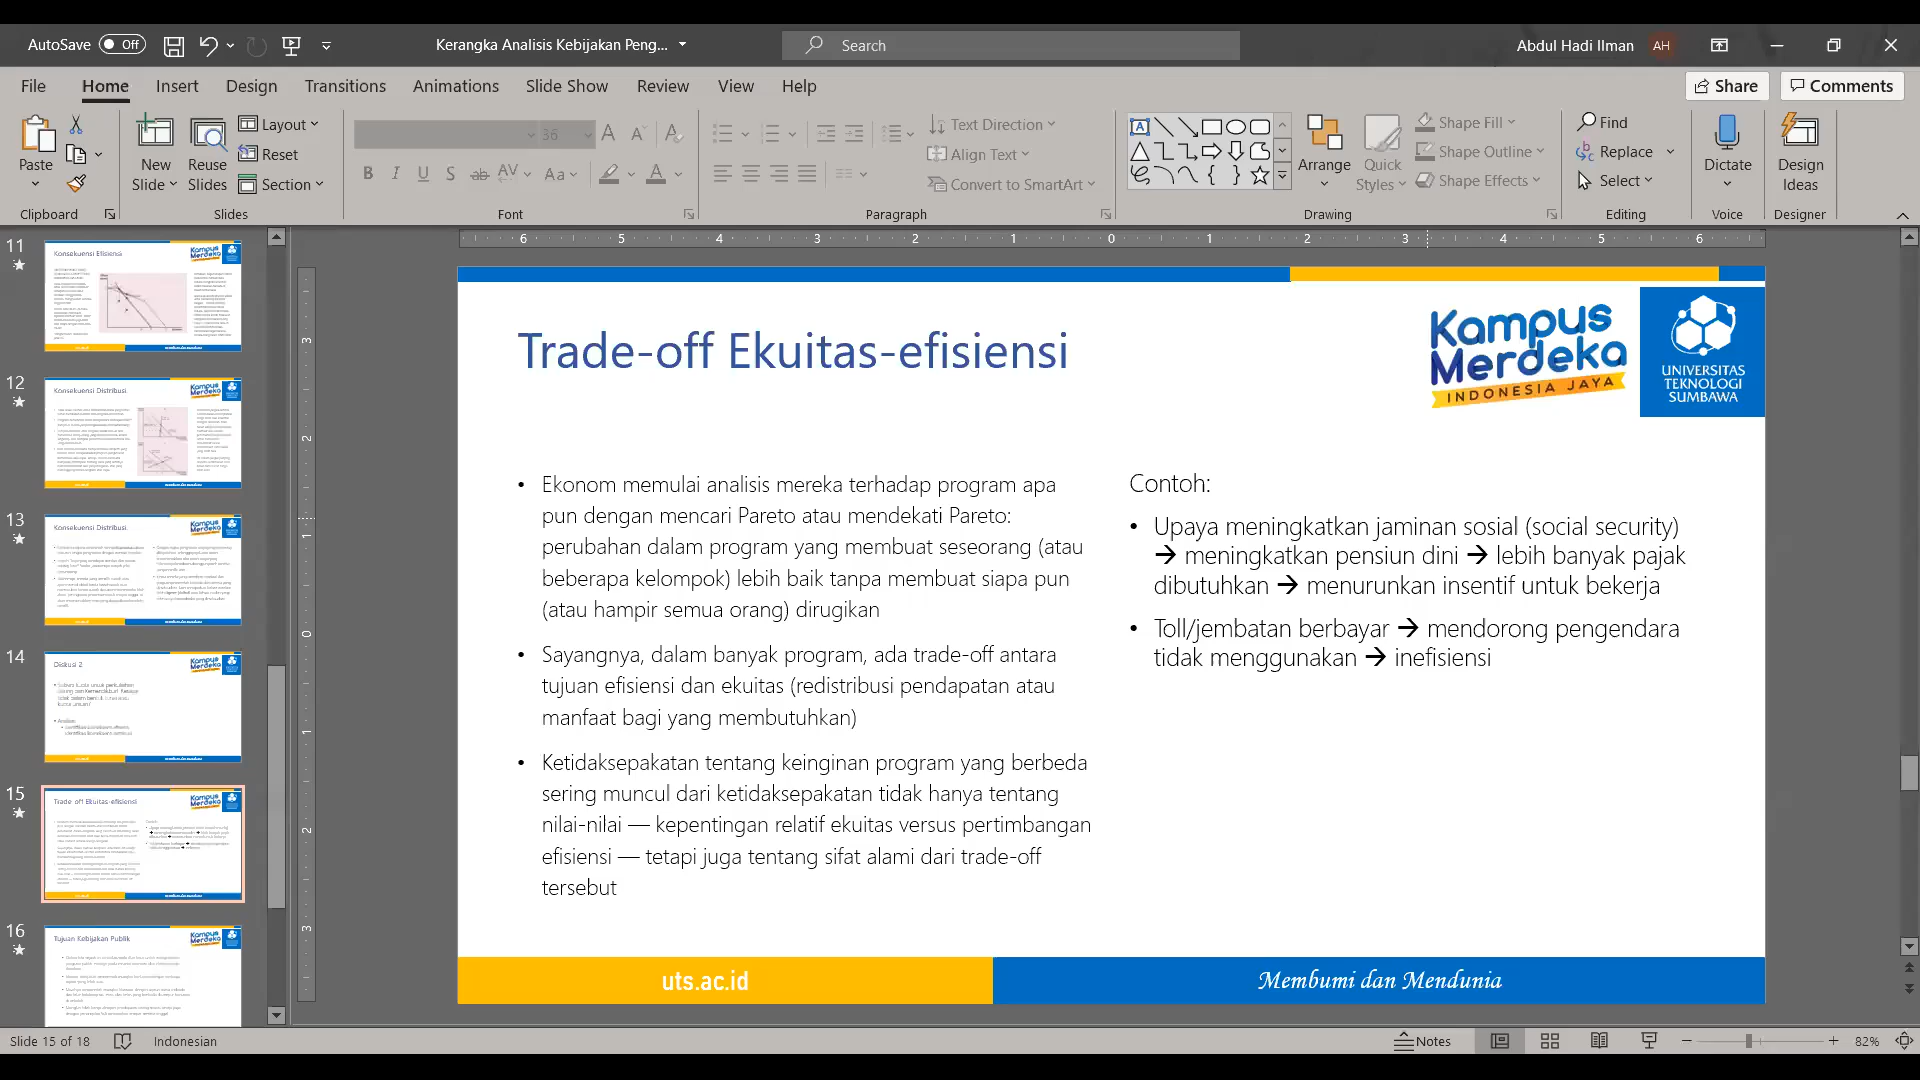 AutoSave Off
Kerangka Analisis Kebijakan Peng...
Search
Abdul Hadi Ilman AH
File Home Insert Design Transitions Animations Slide Show Review View Help
Share Comments
Paste
New Slide
Reuse Slides
Layout
Reset
Section
36
Text Direction
Align Text
Convert to SmartArt
Arrange
Quick Styles
Shape Fill
Shape Outline
Shape Effects
Find
Replace
Select
Dictate
Design Ideas
Clipboard Slides Font Paragraph Drawing Editing Voice Designer
11
Konsekuensi Efisiensi
12
Konsekuensi Distribusi
13
Konsekuensi Distribusi
14
Diskusi 2
15
Trade-off Ekuitas-efisiensi
16
Tujuan Kebijakan Publik
Trade-off Ekuitas-efisiensi
Kampus
Merdeka
INDONESIA JAYA
UNIVERSITAS
TEKNOLOGI
SUMBAWA
• Ekonom memulai analisis mereka terhadap program apa
pun dengan mencari Pareto atau mendekati Pareto:
perubahan dalam program yang membuat seseorang (atau
beberapa kelompok) lebih baik tanpa membuat siapa pun
(atau hampir semua orang) dirugikan
• Sayangnya, dalam banyak program, ada trade-off antara
tujuan efisiensi dan ekuitas (redistribusi pendapatan atau
manfaat bagi yang membutuhkan)
• Ketidaksepakatan tentang keinginan program yang berbeda
sering muncul dari ketidaksepakatan tidak hanya tentang
nilai-nilai — kepentingan relatif ekuitas versus pertimbangan
efisiensi — tetapi juga tentang sifat alami dari trade-off
tersebut
Contoh:
• Upaya meningkatkan jaminan sosial (social security)
→ meningkatkan pensiun dini → lebih banyak pajak
dibutuhkan → menurunkan insentif untuk bekerja
• Toll/jembatan berbayar → mendorong pengendara
tidak menggunakan → inefisiensi
uts.ac.id
Membumi dan Mendunia
Slide 15 of 18
Indonesian
Notes
82%